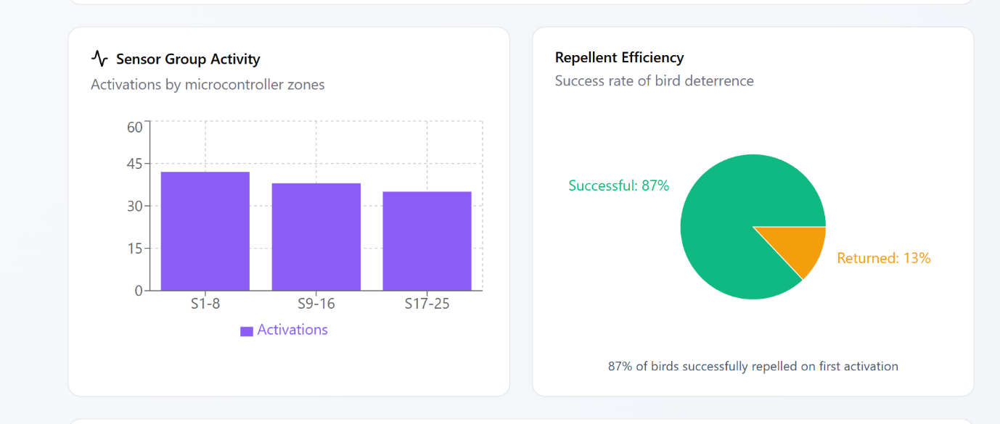 Sensor Group Activity
Activations by microcontroller zones
60
45
30
15
0
S1-8 S9-16 S17-25
Activations
Repellent Efficiency
Success rate of bird deterrence
Successful: 87%
Returned: 13%
87% of birds successfully repelled on first activation